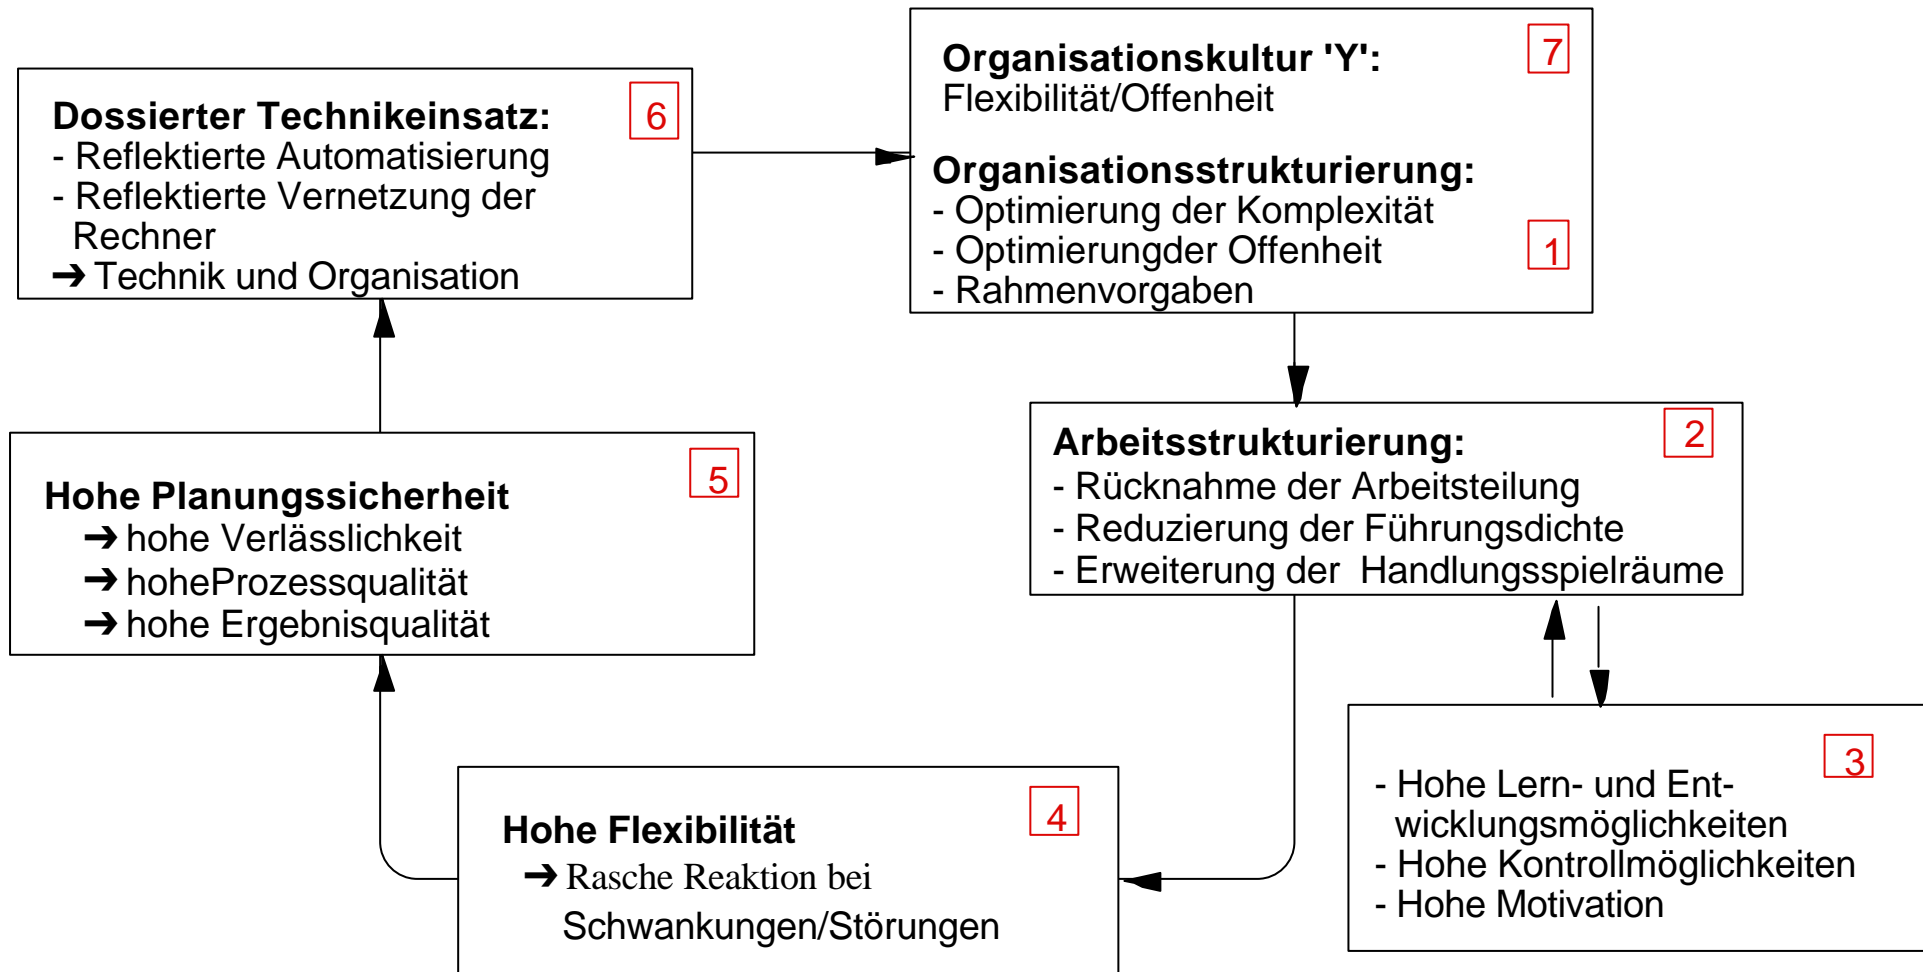 Organisationskultur 'Y':
7
Flexibilität/Offenheit
Organisationsstrukturierung:
- Optimierung der Komplexität
- Optimierungder Offenheit
1
- Rahmenvorgaben
Arbeitsstrukturierung:
2
- Rücknahme der Arbeitsteilung
- Reduzierung der Führungsdichte
- Erweiterung der Handlungsspielräume
3
- Hohe Lern- und Ent-
wicklungsmöglichkeiten
- Hohe Kontrollmöglichkeiten
- Hohe Motivation
Hohe Flexibilität
4
➔ Rasche Reaktion bei
Schwankungen/Störungen
Hohe Planungssicherheit
5
➔ hohe Verlässlichkeit
➔ hoheProzessqualität
➔ hohe Ergebnisqualität
Dossierter Technikeinsatz:
6
- Reflektierte Automatisierung
- Reflektierte Vernetzung der
Rechner
➔ Technik und Organisation